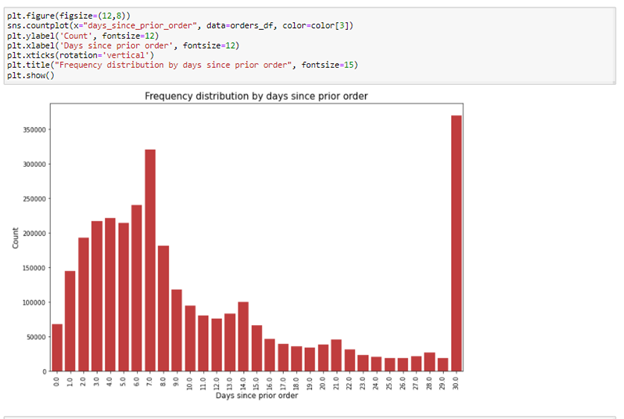 plt.figure(figsize=(12,8))
sns.countplot(x="days_since_prior_order", data=orders_df, color=color[3])
plt.ylabel('Count', fontsize=12)
plt.xlabel('Days since prior order', fontsize=12)
plt.xticks(rotation='vertical')
plt.title("Frequency distribution by days since prior order", fontsize=15)
plt.show()
Frequency distribution by days since prior order
350000
300000
250000
200000
150000
100000
50000
0
Count
0.0 1.0 2.0 3.0 4.0 5.0 6.0 7.0 8.0 9.0 10.0 11.0 12.0 13.0 14.0 15.0 16.0 17.0 18.0 19.0 20.0 21.0 22.0 23.0 24.0 25.0 26.0 27.0 28.0 29.0 30.0
Days since prior order